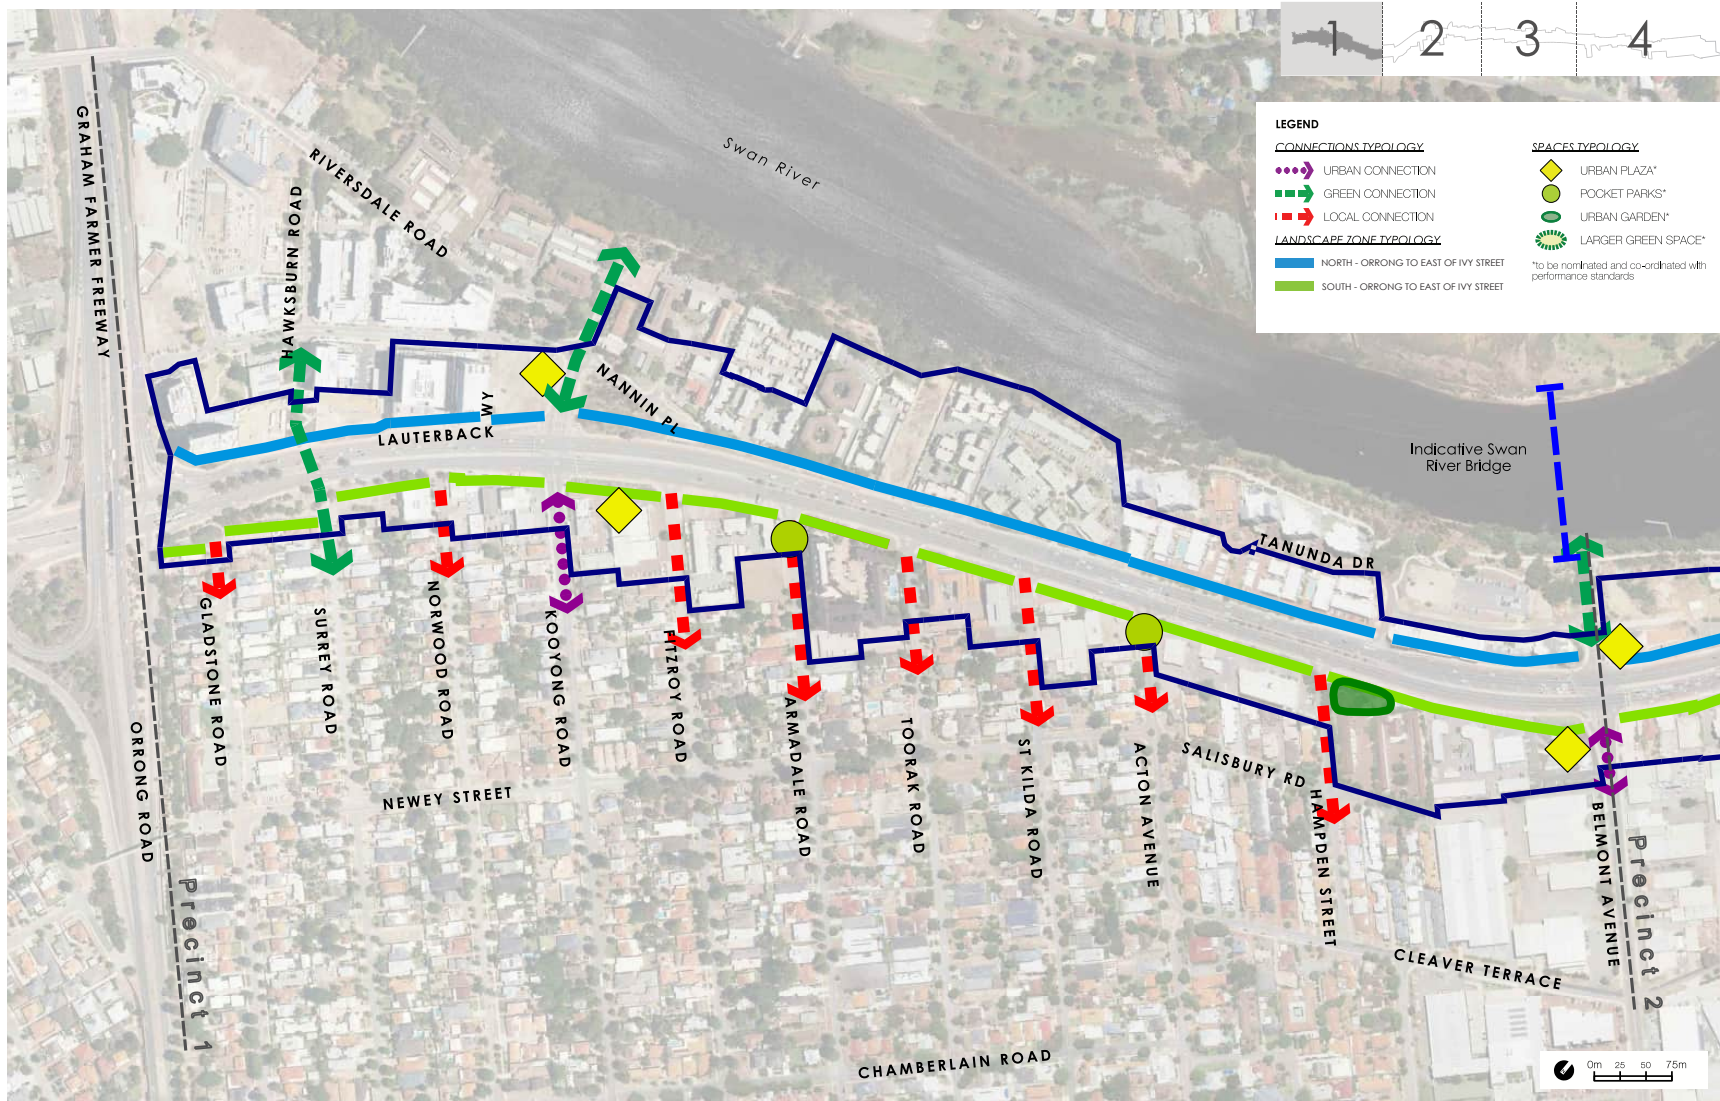 1
2
3
4
LEGEND
CONNECTIONS TYPOLOGY
URBAN CONNECTION
GREEN CONNECTION
LOCAL CONNECTION
LANDSCAPE ZONE TYPOLOGY
NORTH - ORRONG TO EAST OF IVY STREET
SOUTH - ORRONG TO EAST OF IVY STREET
SPACES TYPOLOGY
URBAN PLAZA*
POCKET PARKS*
URBAN GARDEN*
LARGER GREEN SPACE*
*to be nominated and co-ordinated with
performance standards
GRAHAM FARMER FREEWAY
RIVERSDALE ROAD
HAWKSBURN ROAD
Swan River
NANNIN PL
LAUTERBACK
WY
Indicative Swan
River Bridge
TANUNDA DR
GLADSTONE ROAD
SURREY ROAD
NORWOOD ROAD
KOOYONG ROAD
FITZROY ROAD
ARMADALE ROAD
TOORAK ROAD
ST KILDA ROAD
ACTON AVENUE
SALISBURY RD
HAMPDEN STREET
BELMONT AVENUE
ORRONG ROAD
NEWEY STREET
CLEAVER TERRACE
CHAMBERLAIN ROAD
Precinct 1
Precinct 2
0m 25 50 75m